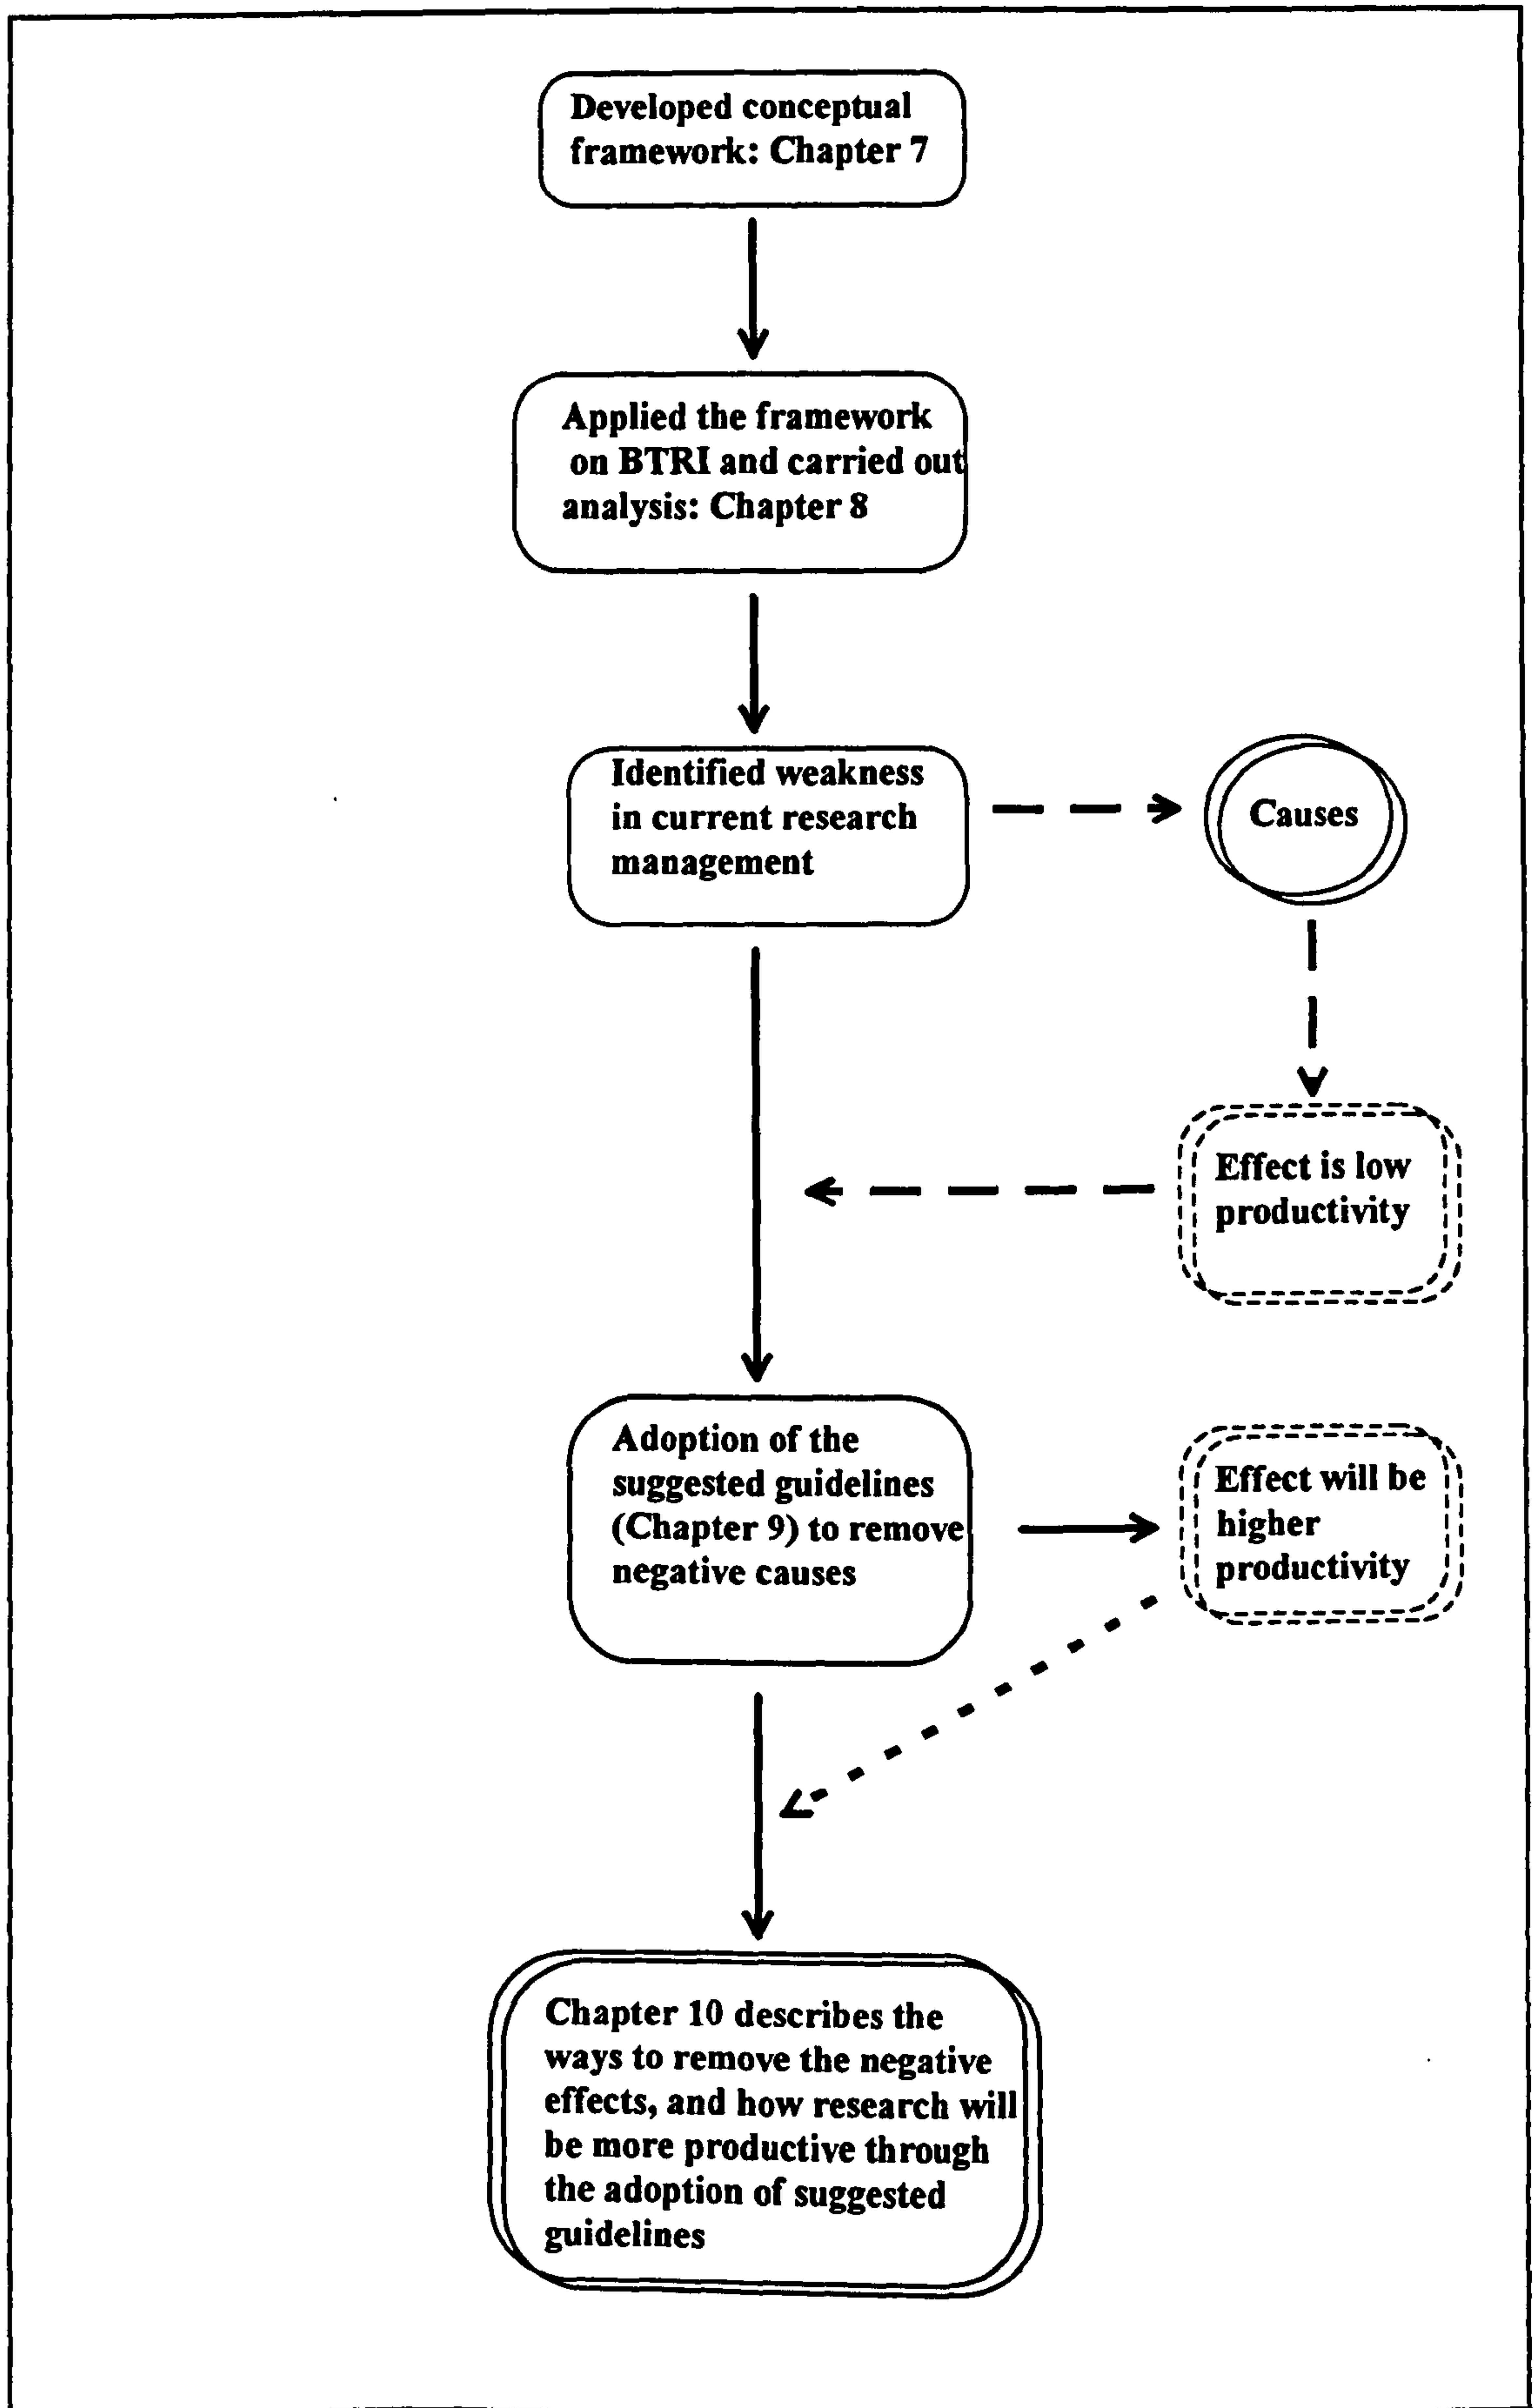 Developed conceptual
framework: Chapter 7
Applied the framework
on BTRI and carried out
analysis: Chapter 8
Identified weakness
in current research
management
Causes
Effect is low
productivity
Adoption of the
suggested guidelines
(Chapter 9) to remove
negative causes
Effect will be
higher
productivity
Chapter 10 describes the
ways to remove the negative
effects, and how research will
be more productive through
the adoption of suggested
guidelines